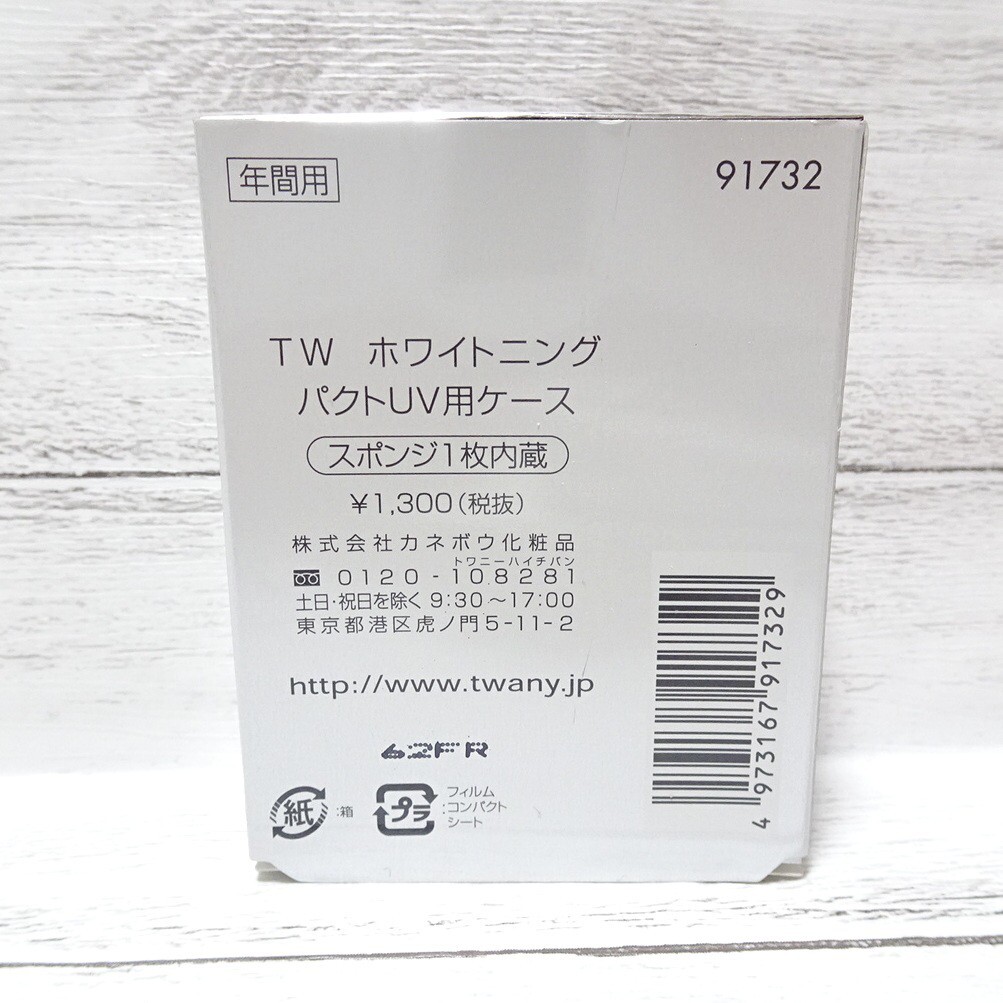 年間用
91732
TW ホワイトニング
パクトUV用ケース
スポンジ1枚内蔵
¥1,300(税抜)
株式会社カネボウ化粧品
トワニーハイチバン
0120-108281
土日・祝日を除く 9:30～17:00
東京都港区虎ノ門5-11-2
http://www.twany.jp
62FR
紙:箱
プラ:フィルム
コンパクト
シート
4973167917329